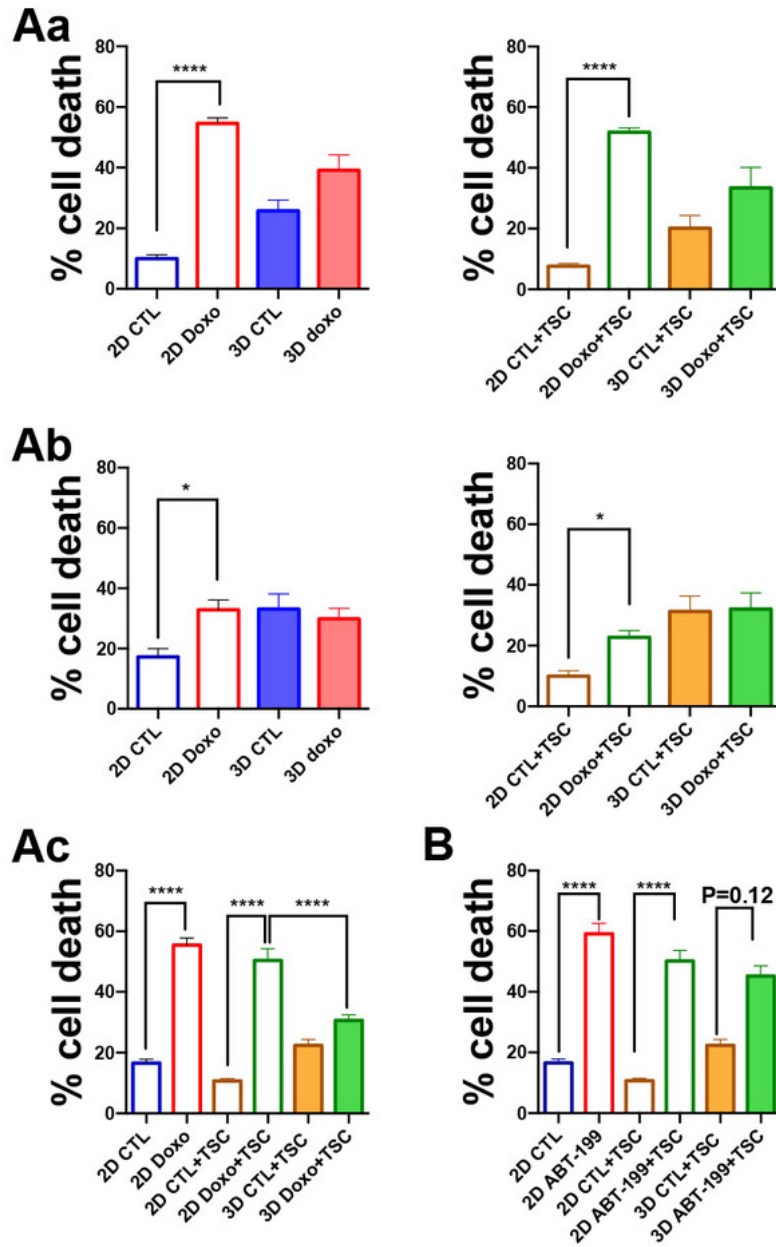 Aa
% cell death
80
60
40
20
0
****
2D CTL
2D Doxo
3D CTL
3D doxo
% cell death
80
60
40
20
0
****
2D CTL+TSC
2D Doxo+TSC
3D CTL+TSC
3D Doxo+TSC
Ab
% cell death
80
60
40
20
0
*
2D CTL
2D Doxo
3D CTL
3D doxo
% cell death
80
60
40
20
0
*
2D CTL+TSC
2D Doxo+TSC
3D CTL+TSC
3D Doxo+TSC
Ac
% cell death
80
60
40
20
0
**** **** ****
2D CTL
2D Doxo
2D CTL+TSC
2D Doxo+TSC
3D CTL+TSC
3D Doxo+TSC
B
% cell death
80
60
40
20
0
**** **** P=0.12
2D CTL
2D ABT-199
2D CTL+TSC
2D ABT-199+TSC
3D CTL+TSC
3D ABT-199+TSC